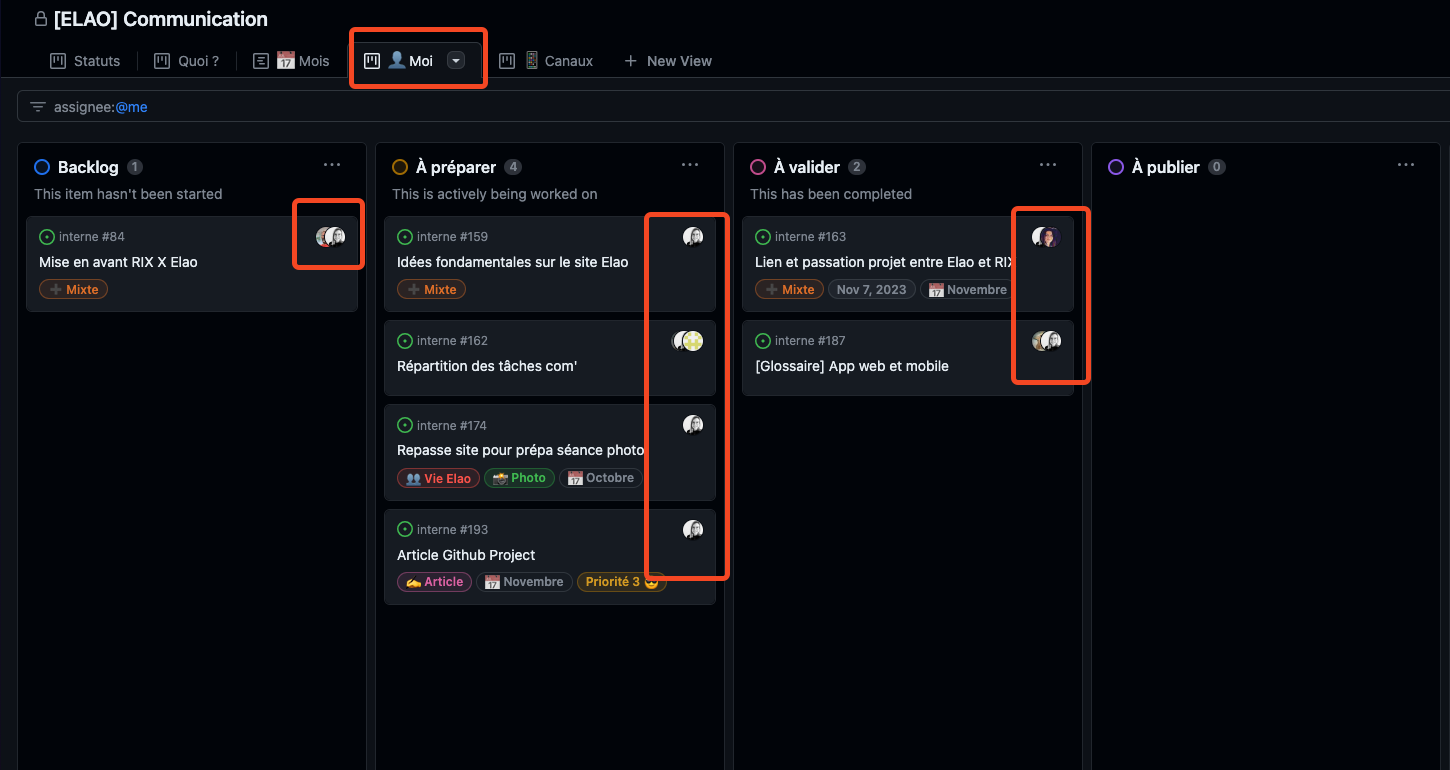 [ELAO] Communication
Statuts
Quoi ?
Mois
Moi
Canaux
New View
assignee:@me
Backlog 1
This item hasn't been started
interne #84
Mise en avant RIX X Elao
Mixte
À préparer 4
This is actively being worked on
interne #159
Idées fondamentales sur le site Elao
Mixte
interne #162
Répartition des tâches com'
interne #174
Repasse site pour prépa séance photo
Vie Elao Photo Octobre
interne #193
Article Github Project
Article Novembre Priorité 3
À valider 2
This has been completed
interne #163
Lien et passation projet entre Elao et RIX
Mixte Nov 7, 2023 Novembre
interne #187
[Glossaire] App web et mobile
À publier 0